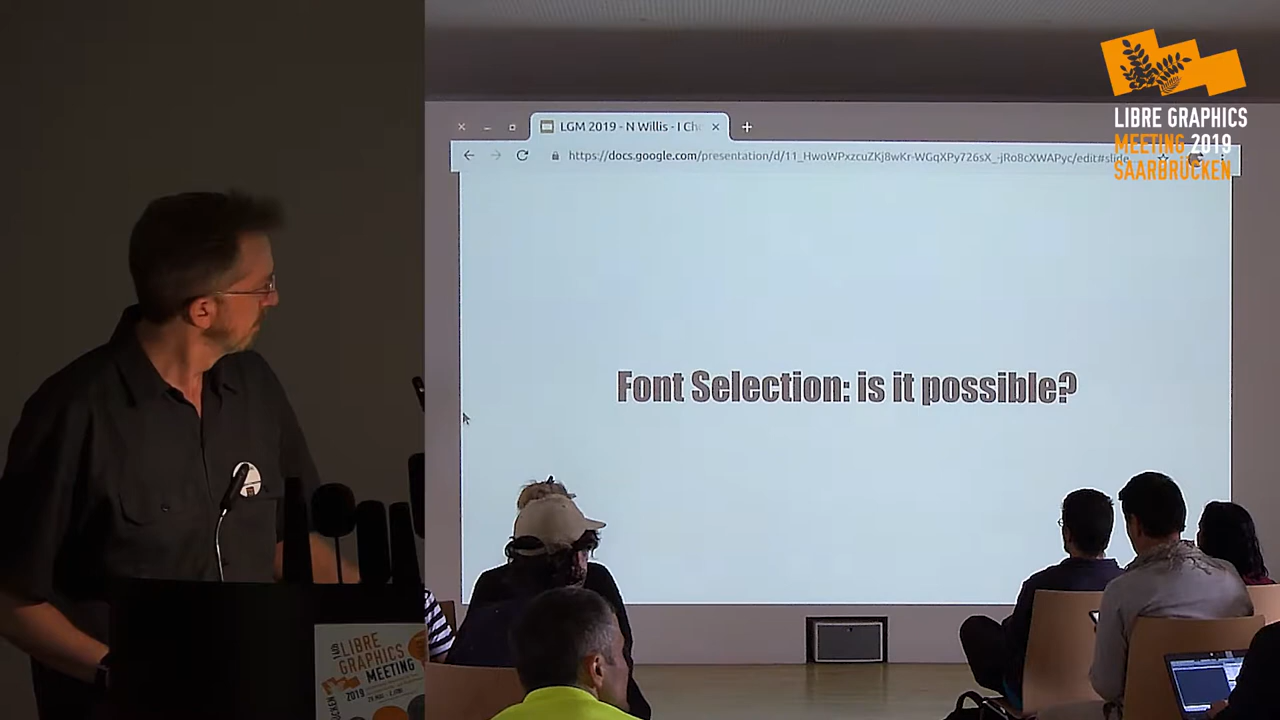 LIBRE GRAPHICS
MEETING 2019
SAARBRÜCKEN
LGM 2019 - N Willis - I Ch
https://docs.google.com/presentation/d/11_HwoWPxzcuZKj8wKr-WGqXPy726sX_-jRo8cXWAPyc/edit#slide
Font Selection: is it possible?
LIBRE
GRAPHICS
MEETING
2019